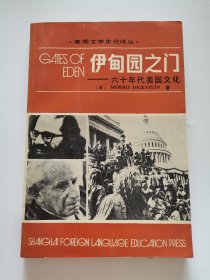 ·美国文学史论译丛·
GATES OF
EDEN
伊甸园之门
——六十年代美国文化
〔美〕 MORRIS DICKSTEIN 著
SHANGHAI FOREIGN LANGUAGE EDUCATION PRESS